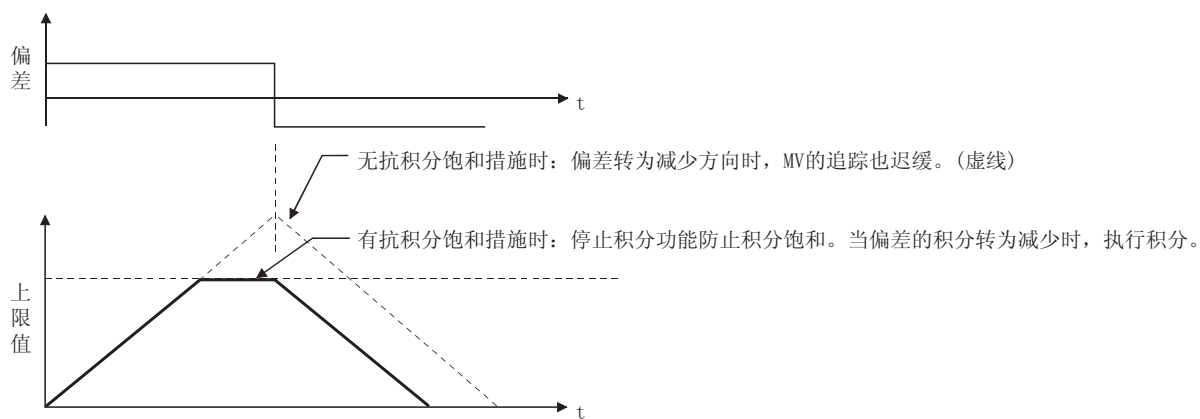 偏差
t
无抗积分饱和措施时：偏差转为减少方向时，MV的追踪也迟缓。(虚线)
有抗积分饱和措施时：停止积分功能防止积分饱和。当偏差的积分转为减少时，执行积分。
上限值
t